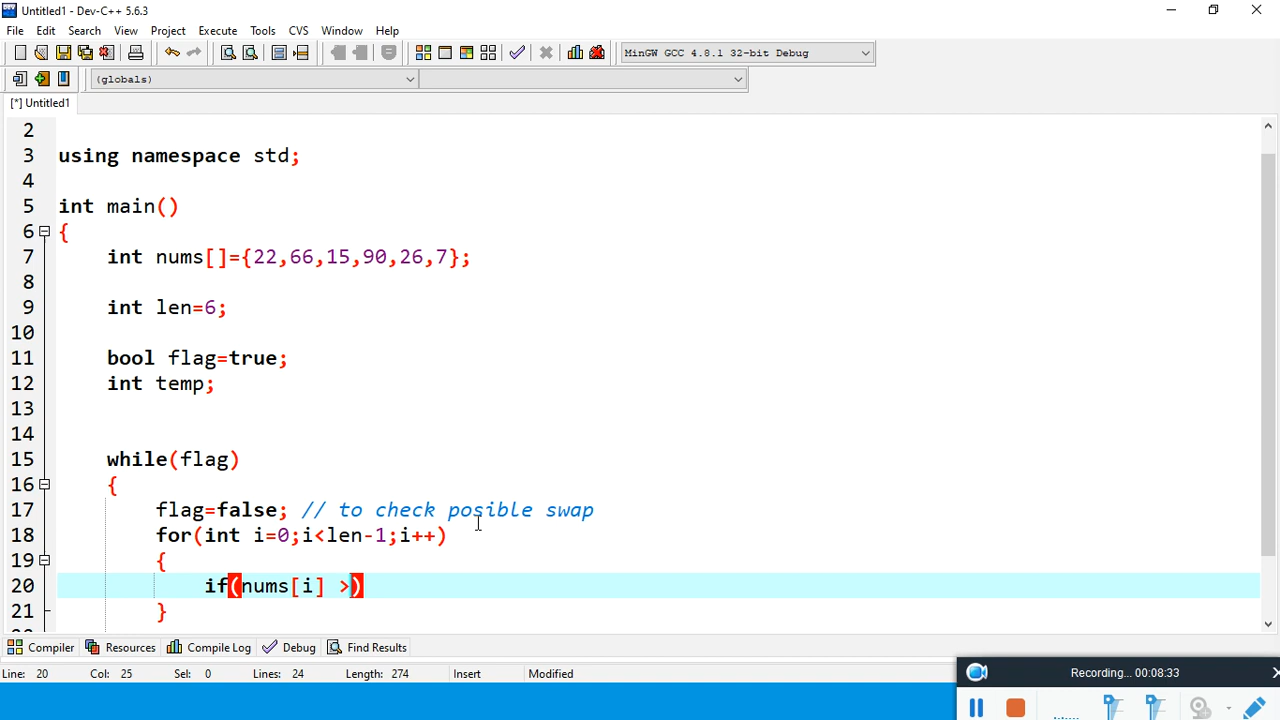 Untitled1 - Dev-C++ 5.6.3
File Edit Search View Project Execute Tools CVS Window Help
MinGW GCC 4.8.1 32-bit Debug
(globals)
[*] Untitled1
2
3 using namespace std;
4
5 int main()
6 {
7 int nums[]={22,66,15,90,26,7};
8
9 int len=6;
10
11 bool flag=true;
12 int temp;
13
14
15 while(flag)
16 {
17 flag=false; // to check posible swap
18 for(int i=0;i<len-1;i++)
19 {
20 if(nums[i] >)
21 }
Compiler Resources Compile Log Debug Find Results
Line: 20 Col: 25 Sel: 0 Lines: 24 Length: 274 Insert Modified
Recording... 00:08:33